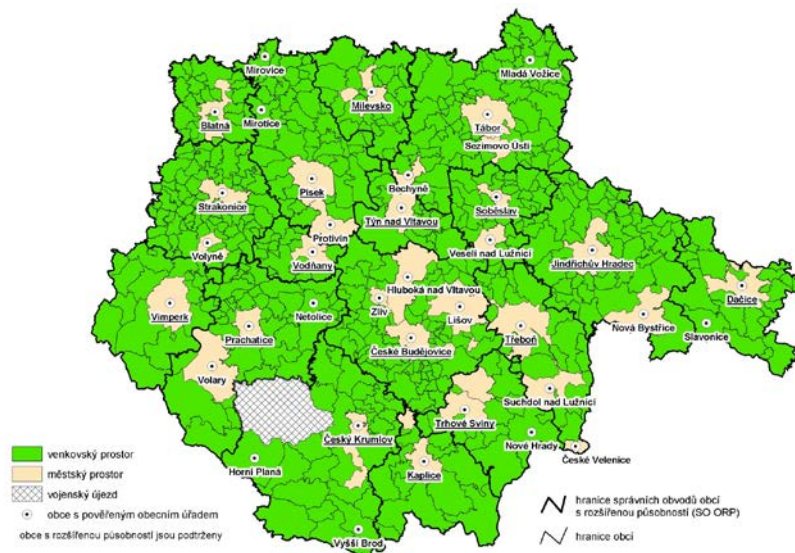 Mirovice
Mladá Vožice
Milevsko
Blatná
Mirotice
Tábor
Sezimovo Ústí
Písek
Bechyně
Strakonice
Týn nad Vltavou
Soběslav
Protivín
Volyně
Vodňany
Veselí nad Lužnicí
Jindřichův Hradec
Hluboká nad Vltavou
Dačice
Vimperk
Netolice
Zliv
Lišov
Nová Bystřice
Prachatice
České Budějovice
Třeboň
Slavonice
Volary
Suchdol nad Lužnicí
Trhové Sviny
Český Krumlov
Nové Hrady
České Velenice
Horní Planá
Kaplice
Vyšší Brod
venkovský prostor
městský prostor
vojenský újezd
obce s pověřeným obecním úřadem
obce s rozšířenou působností jsou podtrženy
hranice správních obvodů obcí
s rozšířenou působností (SO ORP)
hranice obcí